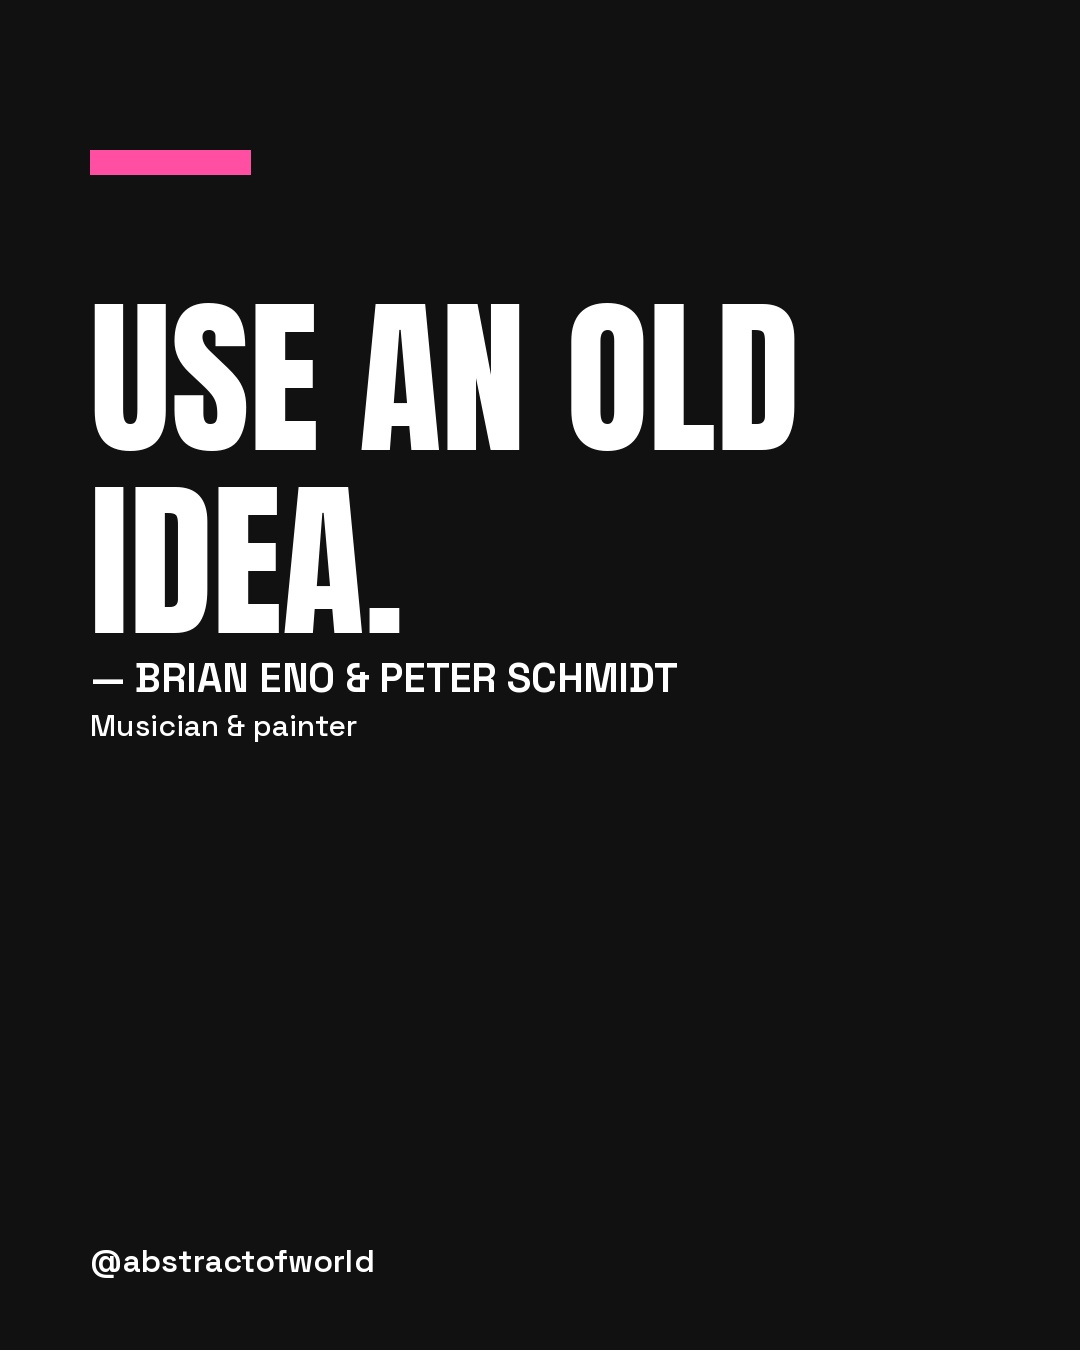 USE AN OLD
IDEA.
— BRIAN ENO & PETER SCHMIDT
Musician & painter
@abstractofworld